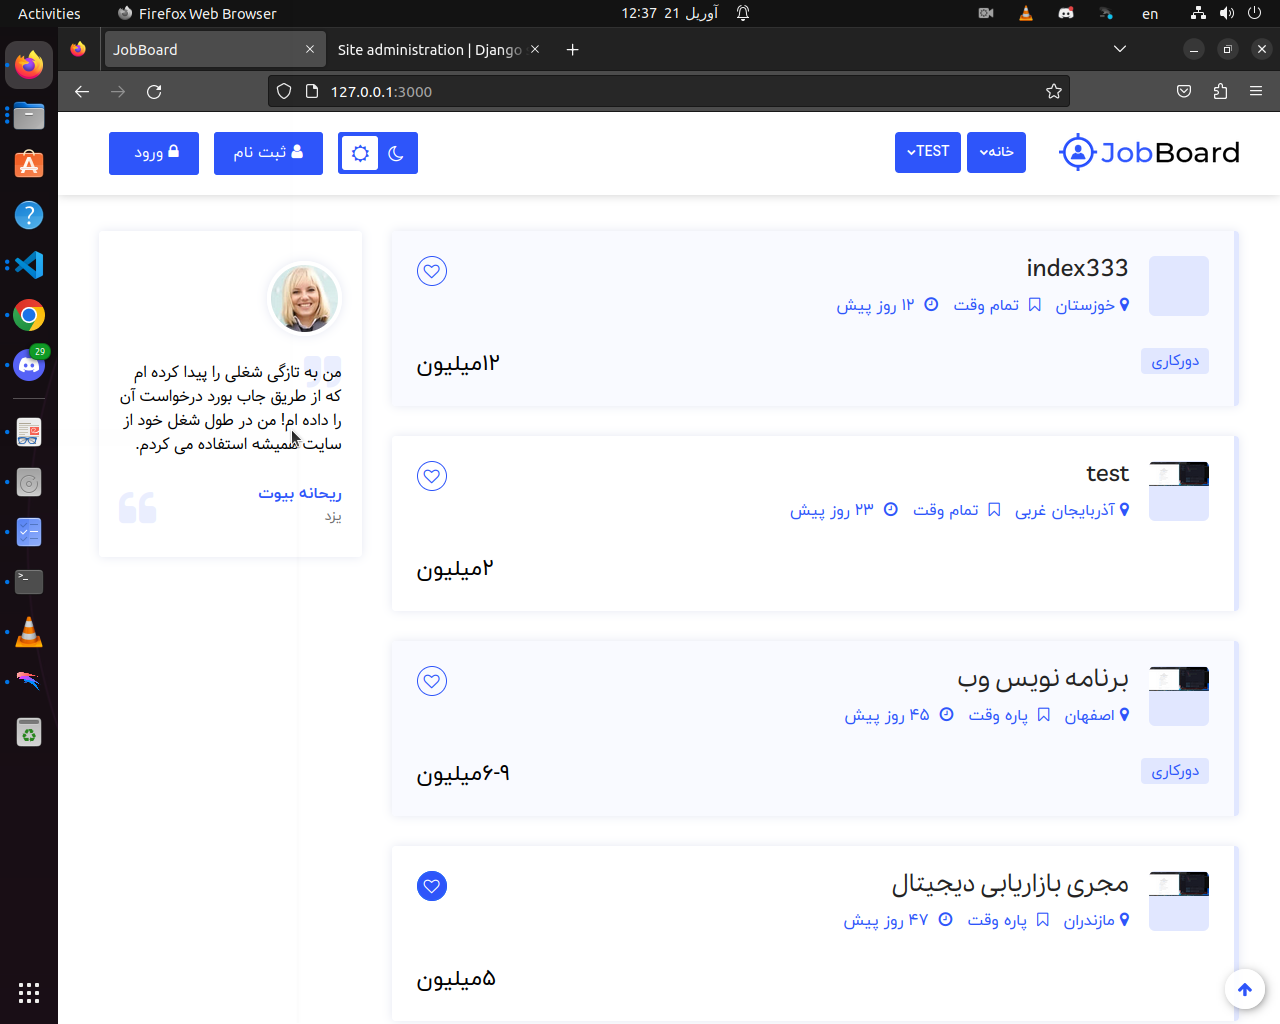 Activities
Firefox Web Browser
12:37 21 آوریل
en
JobBoard
Site administration | Django
127.0.0.1:3000
JobBoard
خانه
TEST
ثبت نام
ورود
index333
خوزستان تمام وقت ۱۲ روز پیش
دورکاری
۱۲میلیون
test
آذربایجان غربی تمام وقت ۲۳ روز پیش
۲میلیون
برنامه نویس وب
اصفهان پاره وقت ۴۵ روز پیش
دورکاری
۶-۹میلیون
مجری بازاریابی دیجیتال
مازندران پاره وقت ۴۷ روز پیش
۵میلیون
من به تازگی شغلی را پیدا کرده ام
که از طریق جاب بورد درخواست آن
را داده ام! من در طول شغل خود از
سایت همیشه استفاده می کردم.
ریحانه بیوت
یزد
29